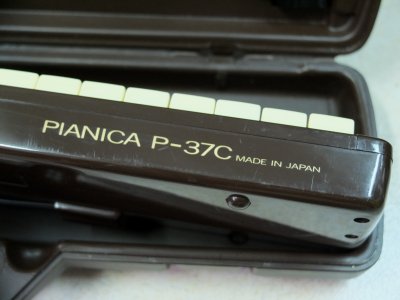 PIANICA P-37C MADE IN JAPAN